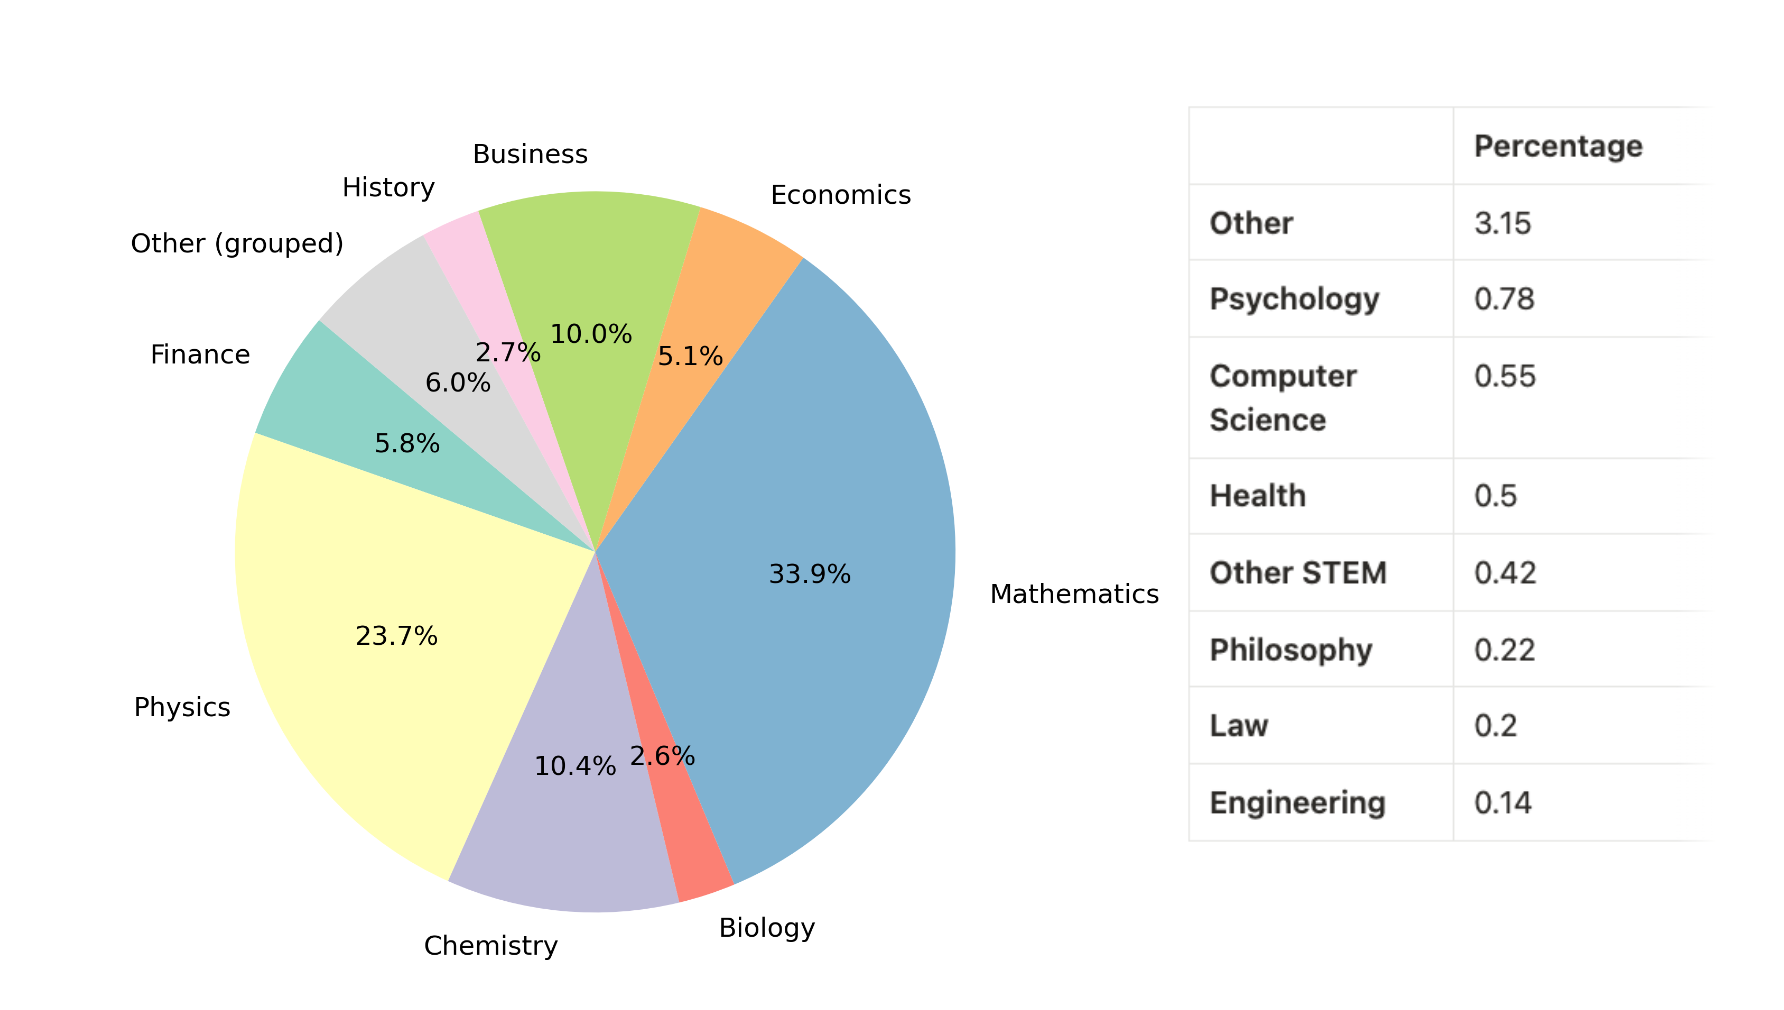 Business
History
Economics
Other (grouped)
Finance
10.0%
2.7%
5.1%
6.0%
5.8%
33.9%
Mathematics
23.7%
Physics
10.4%
2.6%
Biology
Chemistry
Percentage
Other 3.15
Psychology 0.78
Computer 0.55
Science
Health 0.5
Other STEM 0.42
Philosophy 0.22
Law 0.2
Engineering 0.14